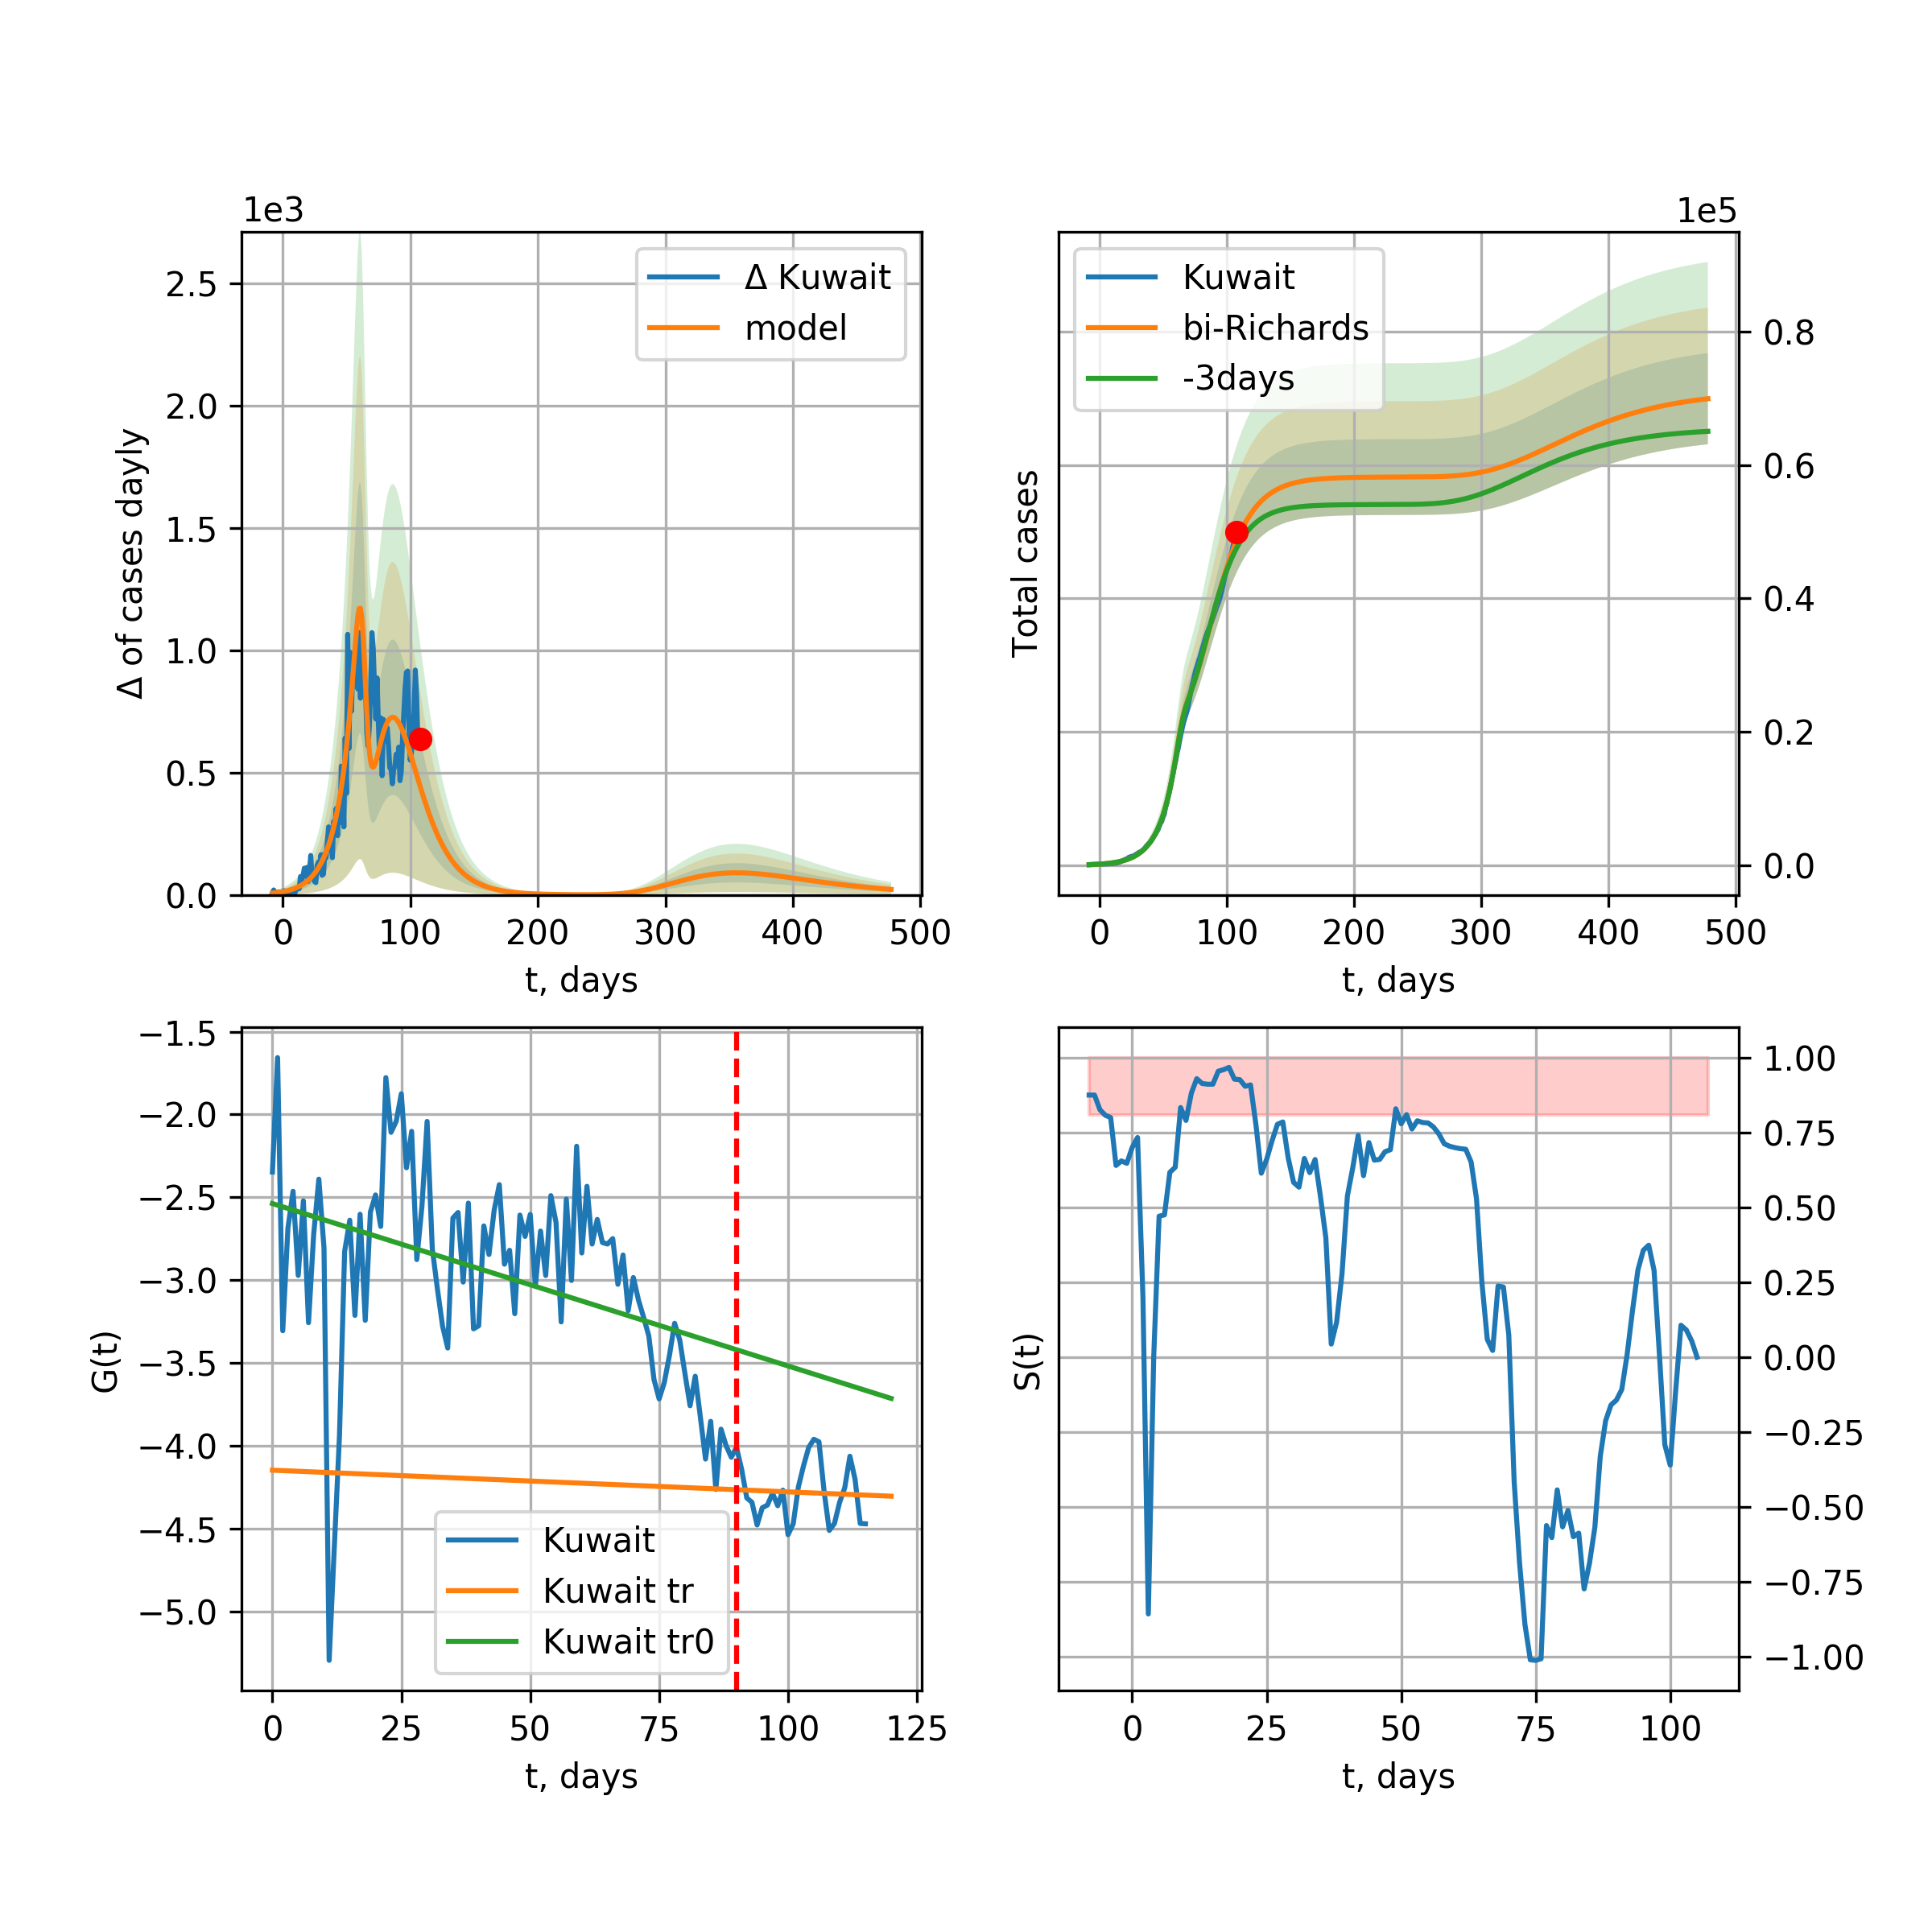 1e3
Δ of cases dayly
2.5
2.0
1.5
1.0
0.5
0.0
0 100 200 300 400 500
t, days
Δ Kuwait
model
1e5
Total cases
0.8
0.6
0.4
0.2
0.0
0 100 200 300 400 500
t, days
Kuwait
bi-Richards
-3days
G(t)
−1.5
−2.0
−2.5
−3.0
−3.5
−4.0
−4.5
−5.0
0 25 50 75 100 125
t, days
Kuwait
Kuwait tr
Kuwait tr0
S(t)
1.00
0.75
0.50
0.25
0.00
−0.25
−0.50
−0.75
−1.00
0 25 50 75 100
t, days